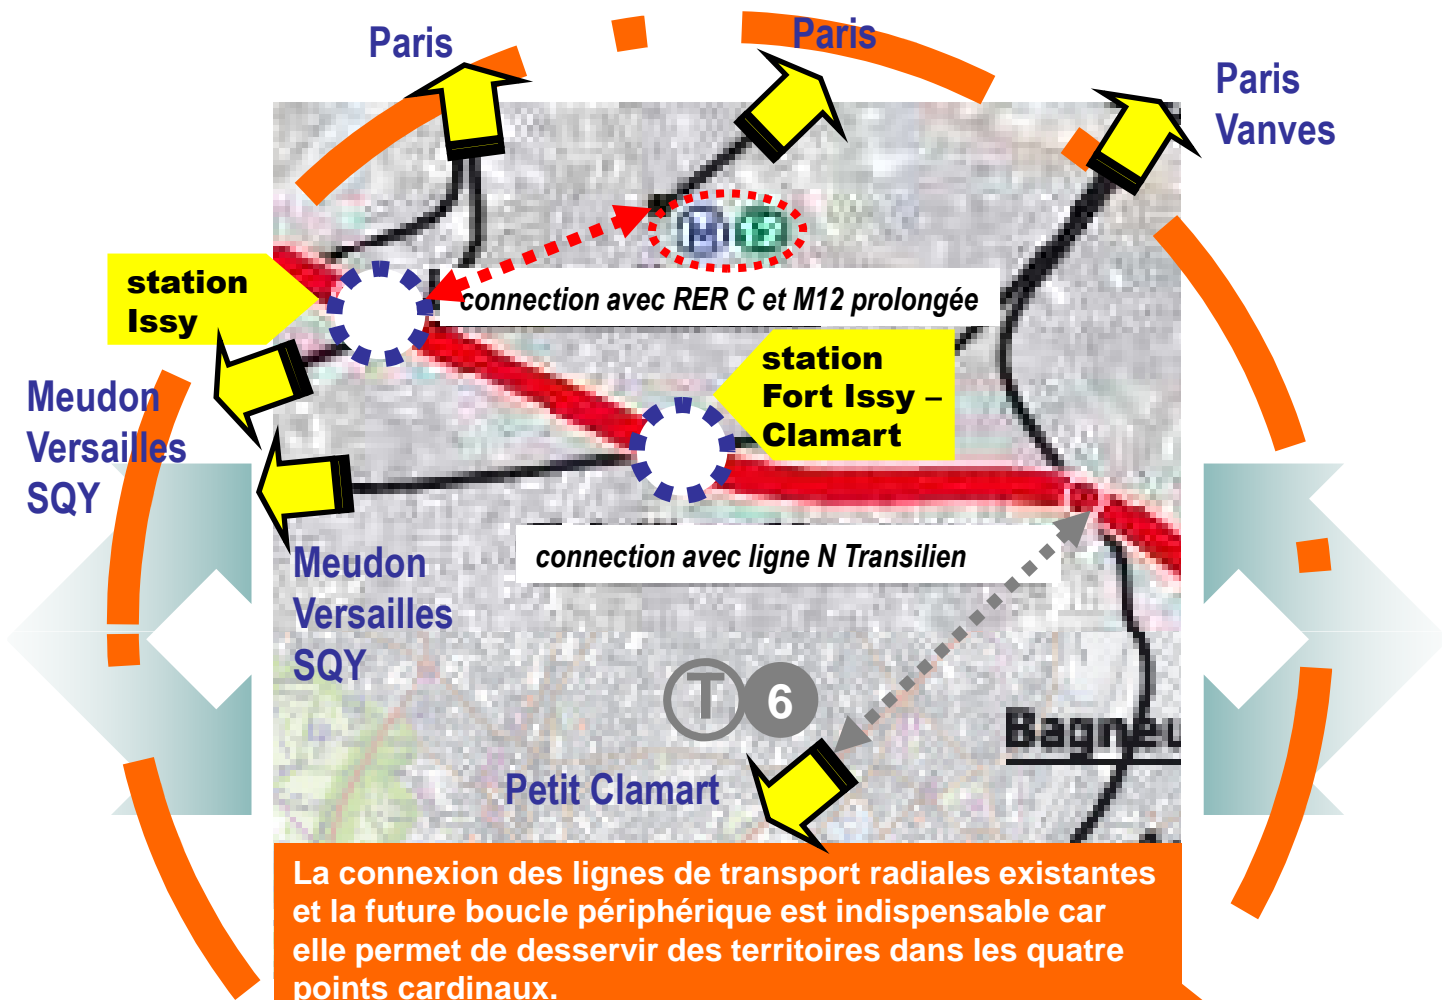 Paris
Paris
Paris
Vanves
M 12
station
Issy
connection avec RER C et M12 prolongée
station
Fort Issy –
Clamart
Meudon
Versailles
SQY
connection avec ligne N Transilien
Meudon
Versailles
SQY
T 6
Bagneu
Petit Clamart
La connexion des lignes de transport radiales existantes
et la future boucle périphérique est indispensable car
elle permet de desservir des territoires dans les quatre
points cardinaux.